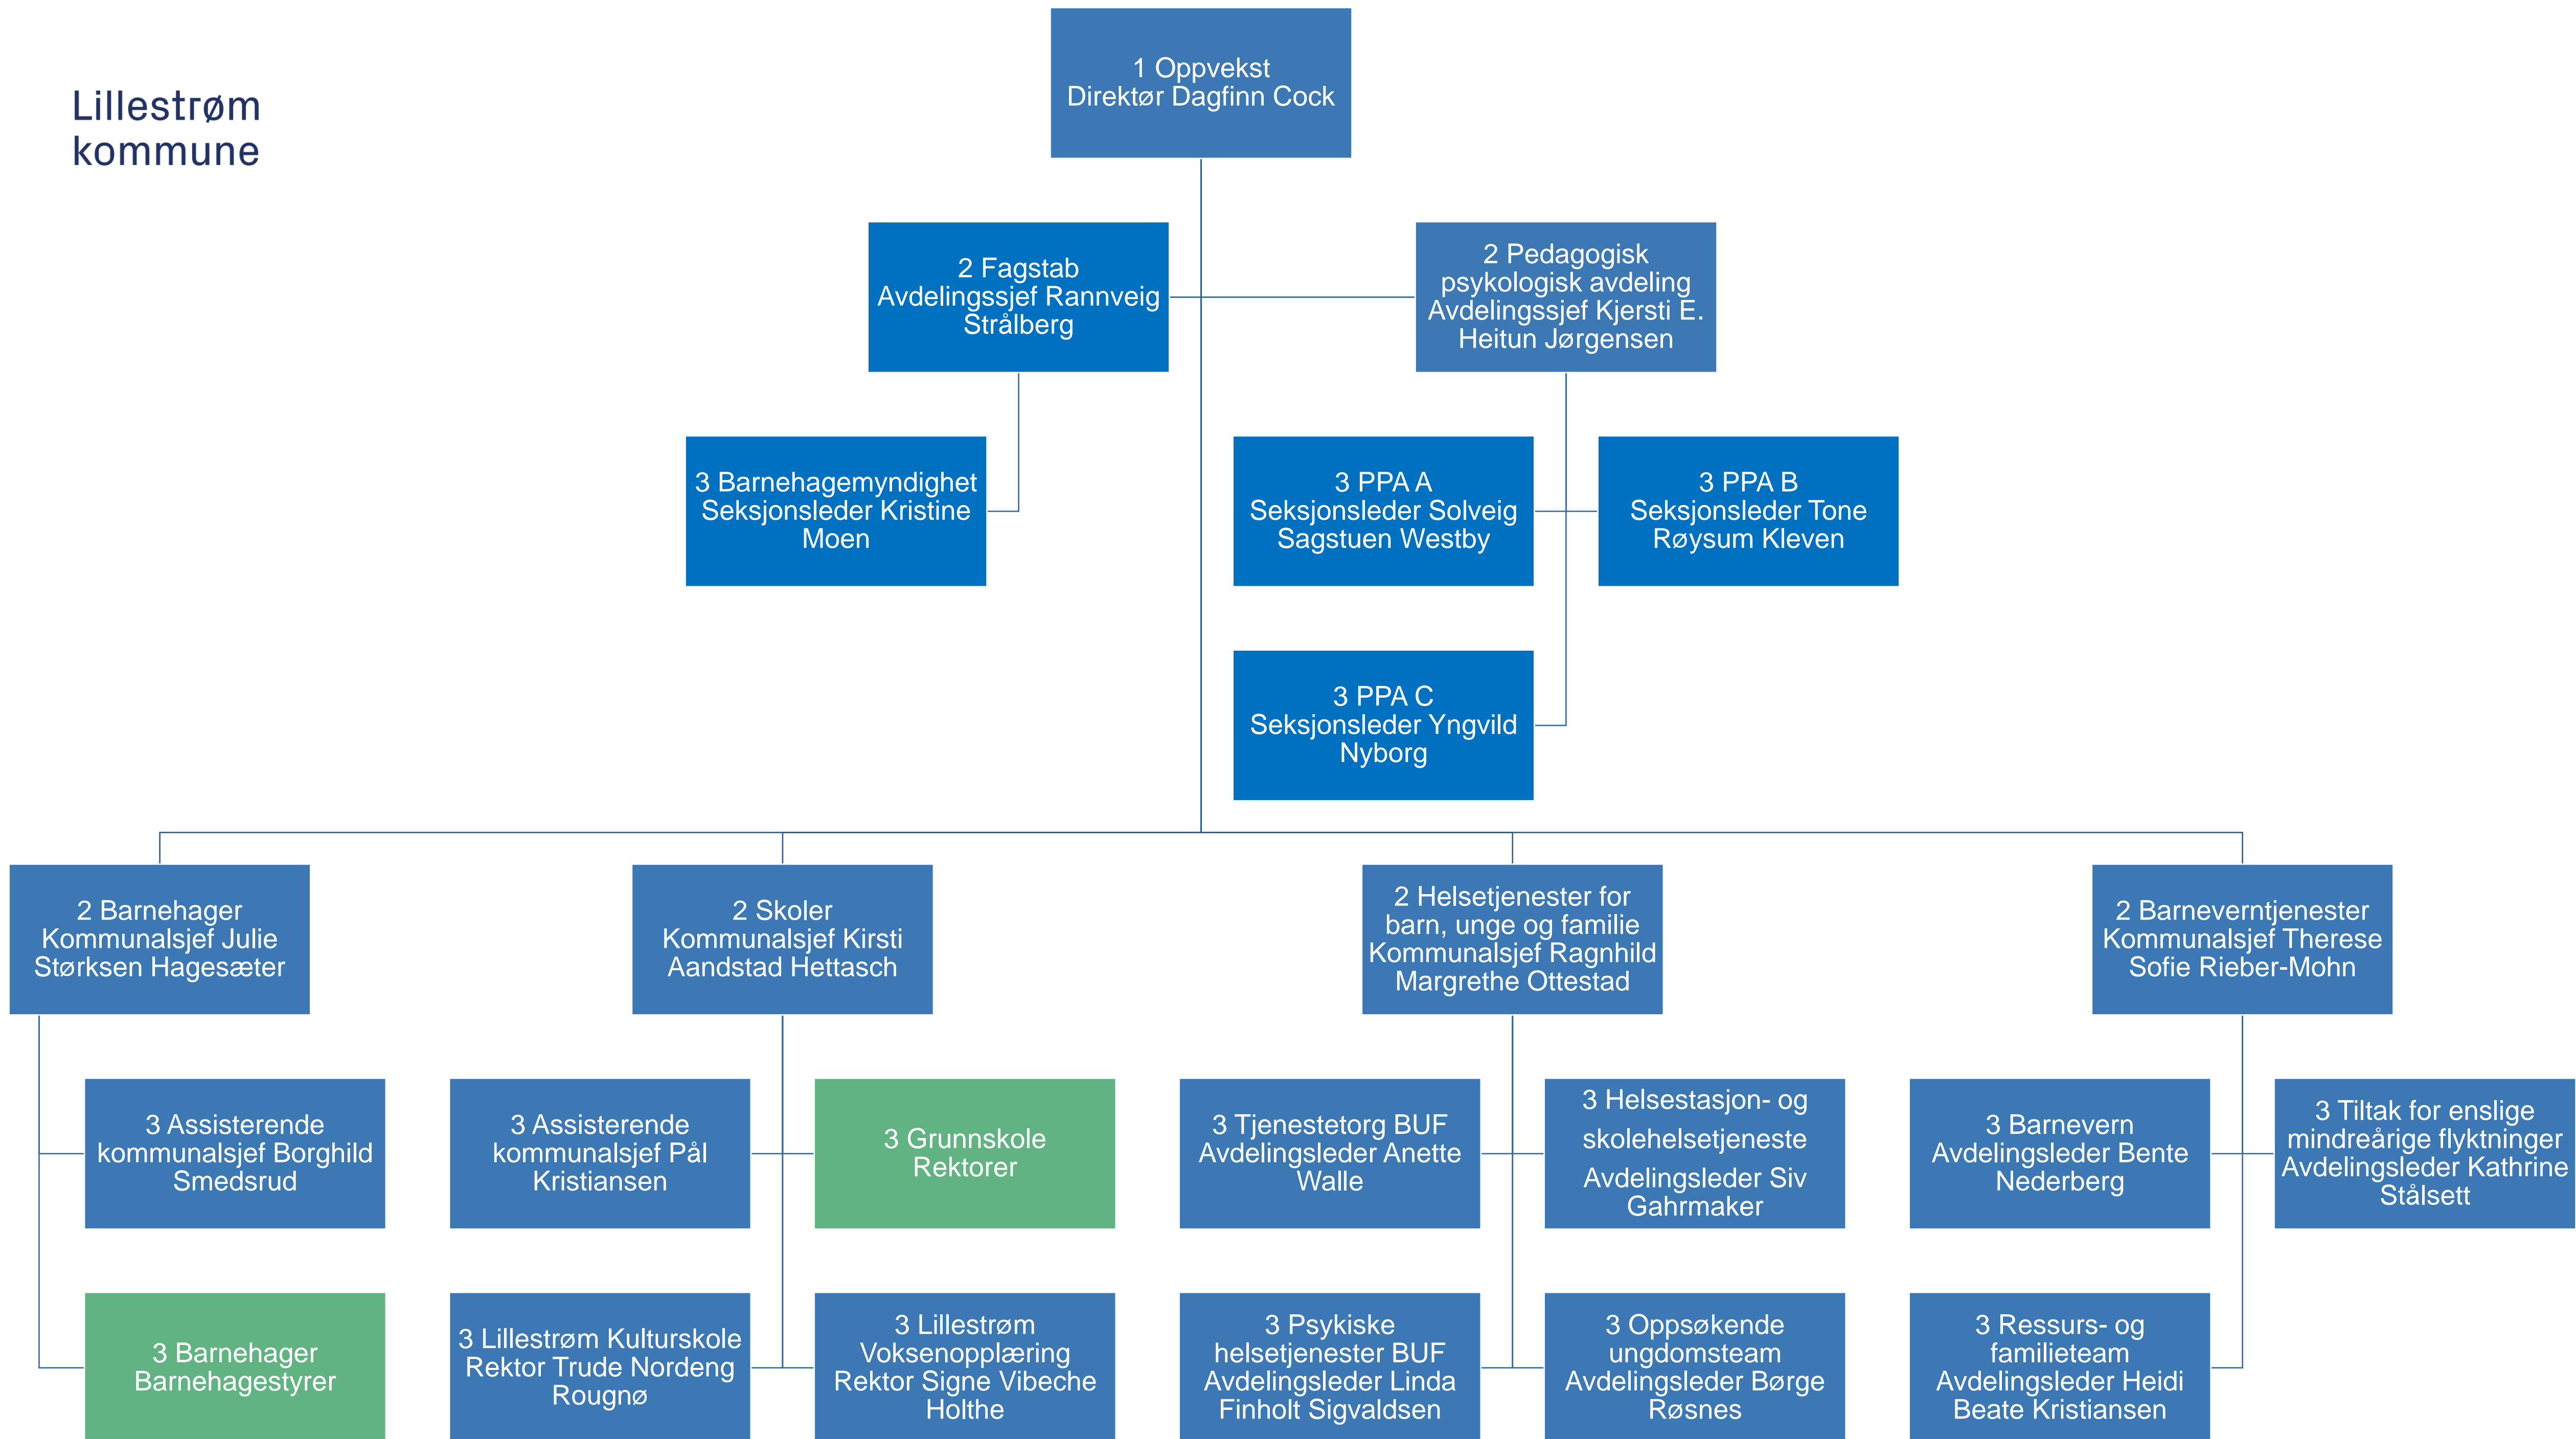 Lillestrøm
kommune
1 Oppvekst
Direktør Dagfinn Cock
2 Fagstab
Avdelingssjef Rannveig
Strålberg
2 Pedagogisk
psykologisk avdeling
Avdelingssjef Kjersti E.
Heitun Jørgensen
3 Barnehagemyndighet
Seksjonsleder Kristine
Moen
3 PPA A
Seksjonsleder Solveig
Sagstuen Westby
3 PPA B
Seksjonsleder Tone
Røysum Kleven
3 PPA C
Seksjonsleder Yngvild
Nyborg
2 Barnehager
Kommunalsjef Julie
Størksen Hagesæter
2 Skoler
Kommunalsjef Kirsti
Aandstad Hettasch
2 Helsetjenester for
barn, unge og familie
Kommunalsjef Ragnhild
Margrethe Ottestad
2 Barneverntjenester
Kommunalsjef Therese
Sofie Rieber-Mohn
3 Assisterende
kommunalsjef Borghild
Smedsrud
3 Assisterende
kommunalsjef Pål
Kristiansen
3 Grunnskole
Rektorer
3 Tjenestetorg BUF
Avdelingsleder Anette
Walle
3 Helsestasjon- og
skolehelsetjeneste
Avdelingsleder Siv
Gahrmaker
3 Barnevern
Avdelingsleder Bente
Nederberg
3 Tiltak for enslige
mindreårige flyktninger
Avdelingsleder Kathrine
Stålsett
3 Barnehager
Barnehagestyrer
3 Lillestrøm Kulturskole
Rektor Trude Nordeng
Rougnø
3 Lillestrøm
Voksenopplæring
Rektor Signe Vibeche
Holthe
3 Psykiske
helsetjenester BUF
Avdelingsleder Linda
Finholt Sigvaldsen
3 Oppsøkende
ungdomsteam
Avdelingsleder Børge
Røsnes
3 Ressurs- og
familieteam
Avdelingsleder Heidi
Beate Kristiansen